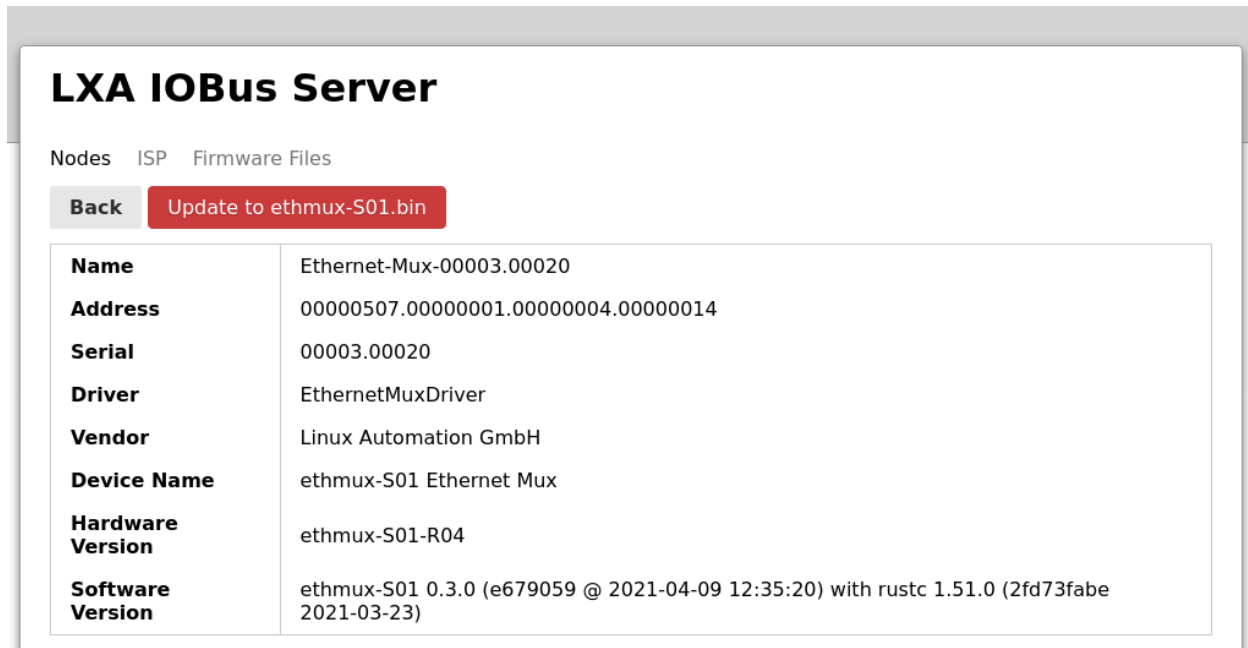 LXA IOBus Server
Nodes ISP Firmware Files
Back Update to ethmux-S01.bin
Name Ethernet-Mux-00003.00020
Address 00000507.00000001.00000004.00000014
Serial 00003.00020
Driver EthernetMuxDriver
Vendor Linux Automation GmbH
Device Name ethmux-S01 Ethernet Mux
Hardware
Version
ethmux-S01-R04
Software
Version
ethmux-S01 0.3.0 (e679059 @ 2021-04-09 12:35:20) with rustc 1.51.0 (2fd73fabe
2021-03-23)